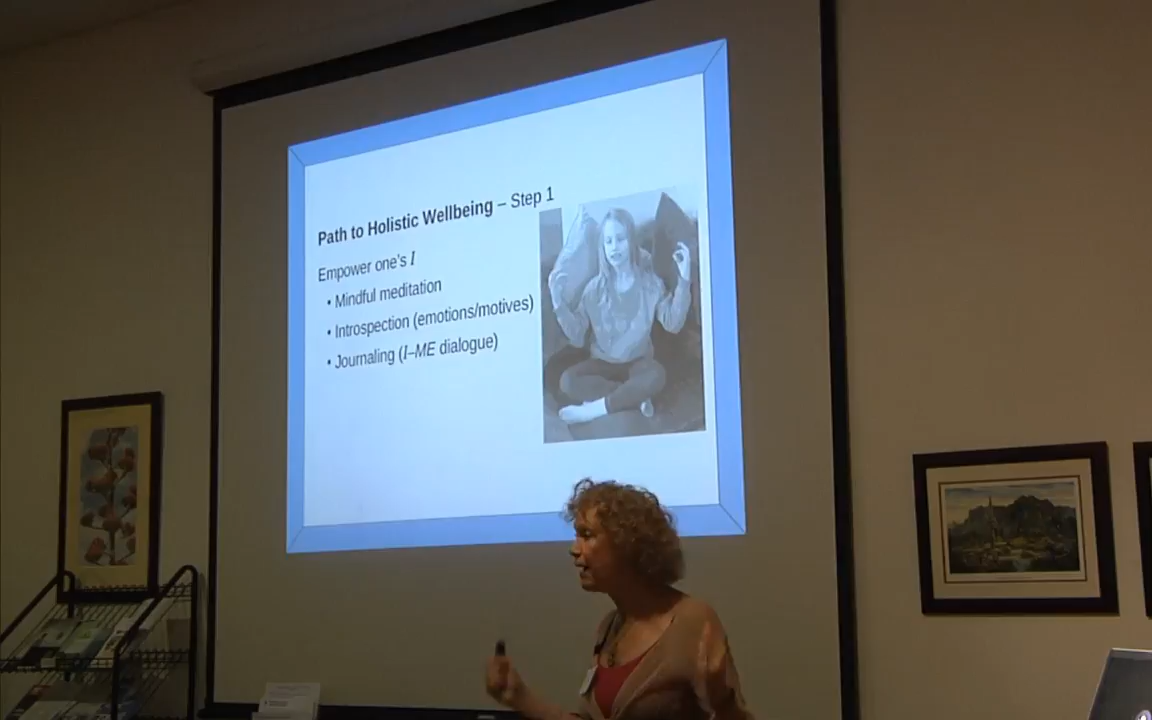 Path to Holistic Wellbeing – Step 1
Empower one's I
• Mindful meditation
• Introspection (emotions/motives)
• Journaling (I–ME dialogue)